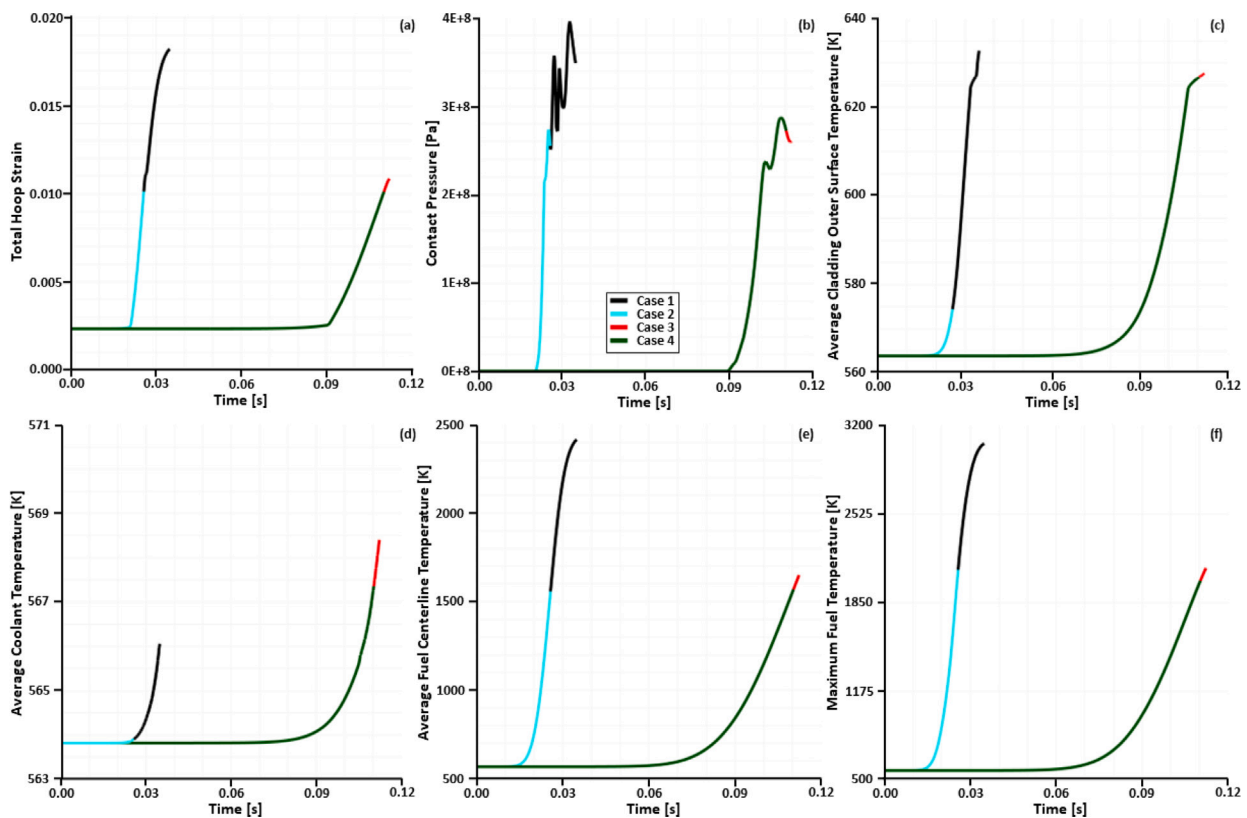 (a)
Total Hoop Strain
0.020
0.015
0.010
0.005
0.000
0.00 0.03 0.06 0.09 0.12
Time [s]
(b)
Contact Pressure [Pa]
4E+8
3E+8
2E+8
1E+8
0E+8
Case 1
Case 2
Case 3
Case 4
0.00 0.03 0.06 0.09 0.12
Time [s]
(c)
Average Cladding Outer Surface Temperature [K]
640
620
600
580
560
0.00 0.03 0.06 0.09 0.12
Time [s]
(d)
Average Coolant Temperature [K]
571
569
567
565
563
0.00 0.03 0.06 0.09 0.12
Time [s]
(e)
Average Fuel Centerline Temperature [K]
2500
2000
1500
1000
500
0.00 0.03 0.06 0.09 0.12
Time [s]
(f)
Maximum Fuel Temperature [K]
3200
2525
1850
1175
500
0.00 0.03 0.06 0.09 0.12
Time [s]